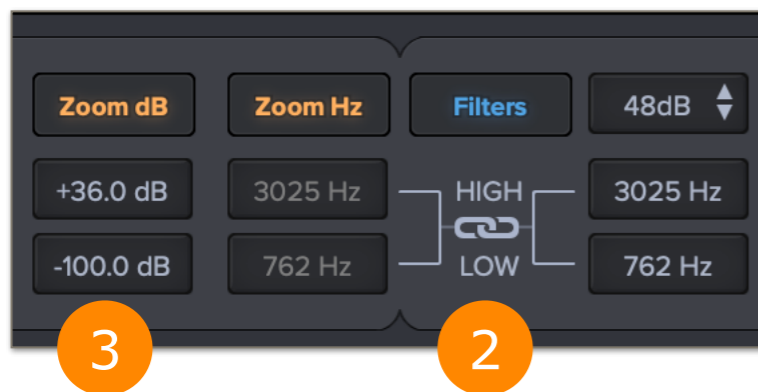 Zoom dB Zoom Hz Filters 48dB
+36.0 dB 3025 Hz HIGH 3025 Hz
-100.0 dB 762 Hz LOW 762 Hz
3 2